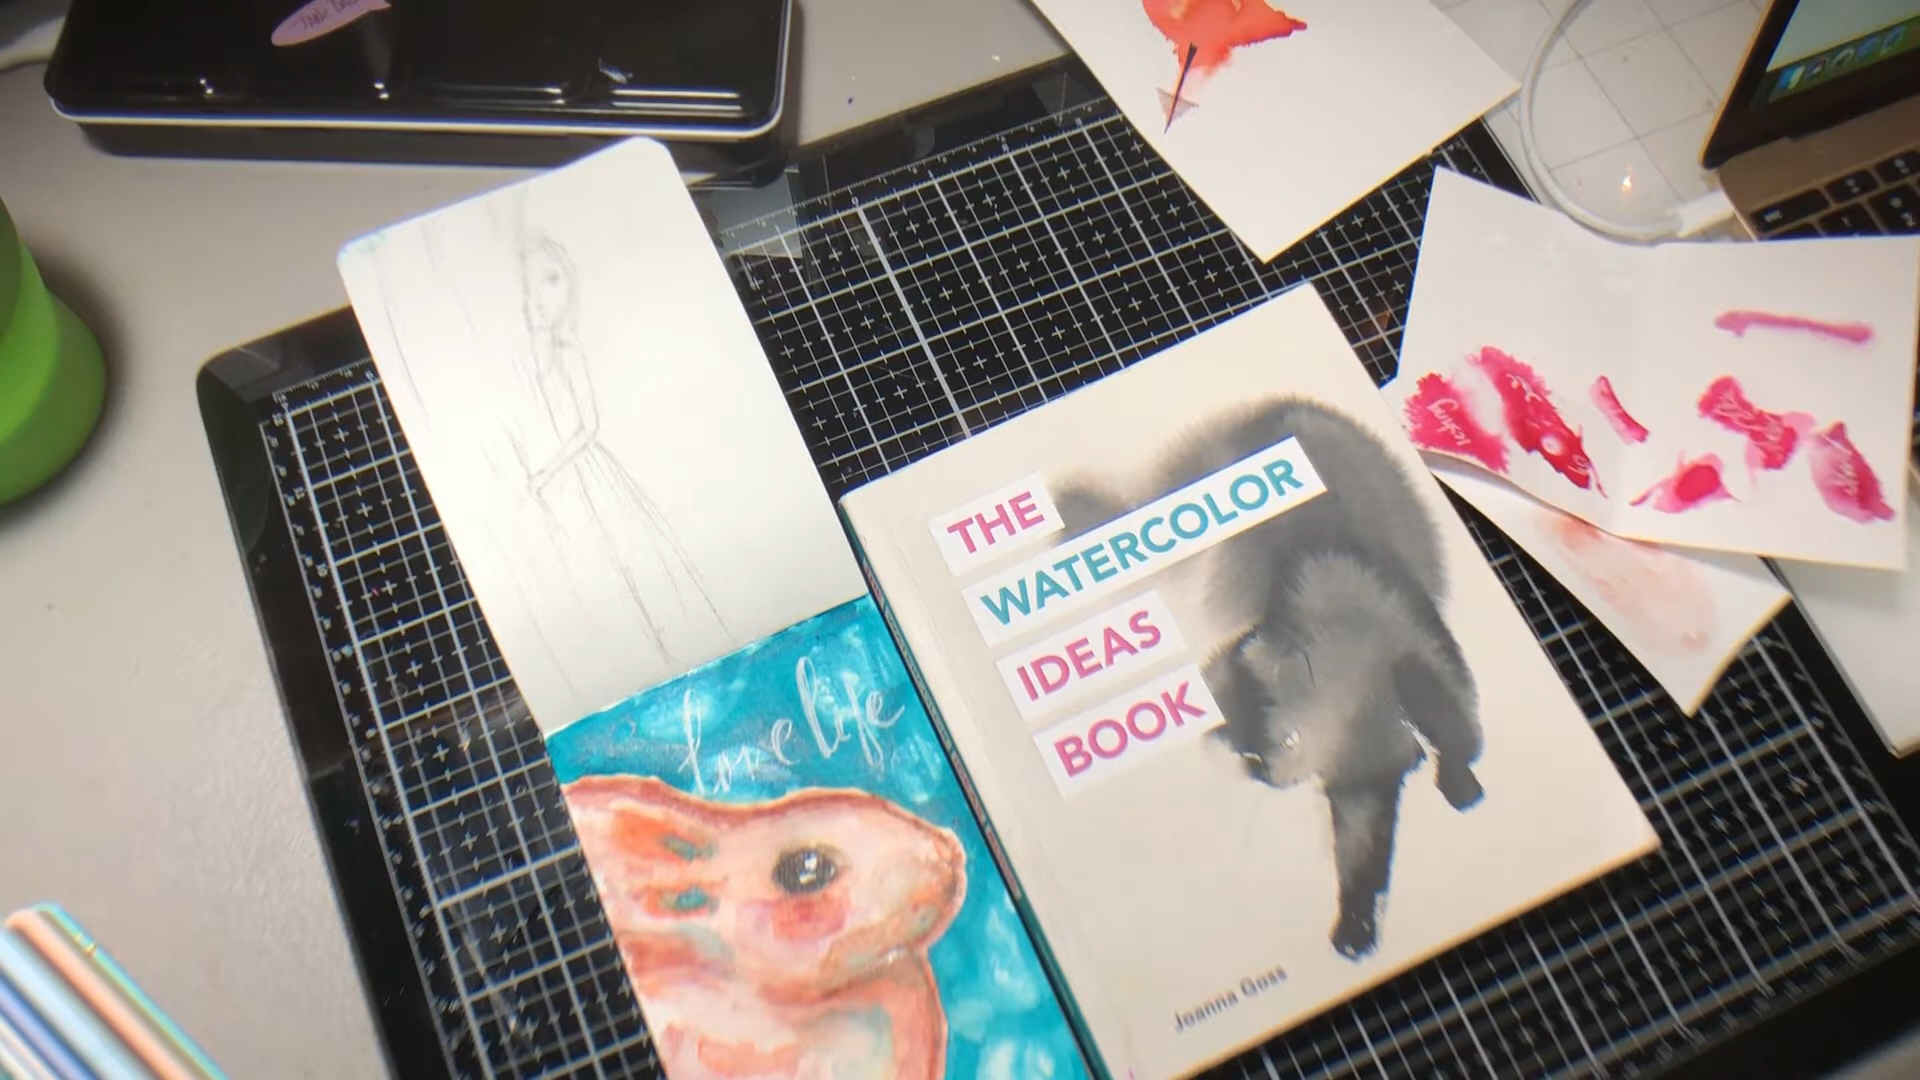 THE
WATERCOLOR
IDEAS
BOOK
Joanna Goss
love life